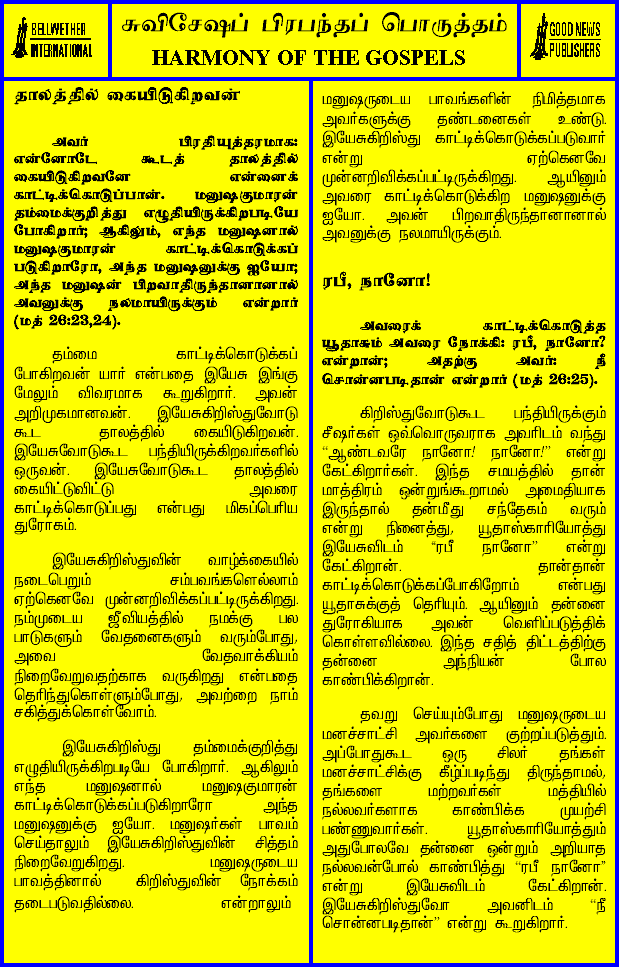 BELLWETHER
INTERNATIONAL
சுவிசேஷப் பிரபந்தப் பொருத்தம்
HARMONY OF THE GOSPELS
GOOD NEWS
PUBLISHERS
தாலத்தில் கையிடுகிறவன்
அவர் பிரதியுத்தரமாக:
என்னோடே கூடத் தாலத்தில்
கையிடுகிறவனே என்னைக்
காட்டிக்கொடுப்பான். மனுஷகுமாரன்
தம்மைக்குறித்து எழுதியிருக்கிறபடியே
போகிறார்; ஆகிலும், எந்த மனுஷனால்
மனுஷகுமாரன் காட்டிக்கொடுக்கப்
படுகிறாரோ, அந்த மனுஷனுக்கு ஐயோ;
அந்த மனுஷன் பிறவாதிருந்தானானால்
அவனுக்கு நலமாயிருக்கும் என்றார்
(மத் 26:23,24).
தம்மை காட்டிக்கொடுக்கப்
போகிறவன் யார் என்பதை இயேசு இங்கு
மேலும் விவரமாக கூறுகிறார். அவன்
அறிமுகமானவன். இயேசுகிறிஸ்துவோடு
கூட தாலத்தில் கையிடுகிறவன்.
இயேசுவோடுகூட பந்தியிருக்கிறவர்களில்
ஒருவன். இயேசுவோடுகூட தாலத்தில்
கையிட்டுவிட்டு அவரை
காட்டிக்கொடுப்பது என்பது மிகப்பெரிய
துரோகம்.
இயேசுகிறிஸ்துவின் வாழ்க்கையில்
நடைபெறும் சம்பவங்களெல்லாம்
ஏற்கெனவே முன்னறிவிக்கப்பட்டிருக்கிறது.
நம்முடைய ஜீவியத்தில் நமக்கு பல
பாடுகளும் வேதனைகளும் வரும்போது,
அவை வேதவாக்கியம்
நிறைவேறுவதற்காக வருகிறது என்பதை
தெரிந்துகொள்ளும்போது, அவற்றை நாம்
சகித்துக்கொள்வோம்.
இயேசுகிறிஸ்து தம்மைக்குறித்து
எழுதியிருக்கிறபடியே போகிறார். ஆகிலும்
எந்த மனுஷனால் மனுஷகுமாரன்
காட்டிக்கொடுக்கப்படுகிறாரோ அந்த
மனுஷனுக்கு ஐயோ. மனுஷர்கள் பாவம்
செய்தாலும் இயேசுகிறிஸ்துவின் சித்தம்
நிறைவேறுகிறது. மனுஷருடைய
பாவத்தினால் கிறிஸ்துவின் நோக்கம்
தடைபடுவதில்லை. என்றாலும்
மனுஷருடைய பாவங்களின் நிமித்தமாக
அவர்களுக்கு தண்டனைகள் உண்டு.
இயேசுகிறிஸ்து காட்டிக்கொடுக்கப்படுவார்
என்று ஏற்கெனவே
முன்னறிவிக்கப்பட்டிருக்கிறது. ஆயினும்
அவரை காட்டிக்கொடுக்கிற மனுஷனுக்கு
ஐயோ. அவன் பிறவாதிருந்தானானால்
அவனுக்கு நலமாயிருக்கும்.
ரபீ, நானோ!
அவரைக் காட்டிக்கொடுத்த
யூதாசும் அவரை நோக்கி: ரபீ, நானோ?
என்றான்; அதற்கு அவர்: நீ
சொன்னபடிதான் என்றார் (மத் 26:25).
கிறிஸ்துவோடுகூட பந்தியிருக்கும்
சீஷர்கள் ஒவ்வொருவராக அவரிடம் வந்து
“ஆண்டவரே நானோ! நானோ!” என்று
கேட்கிறார்கள். இந்த சமயத்தில் தான்
மாத்திரம் ஒன்றுங்கூறாமல் அமைதியாக
இருந்தால் தன்மீது சந்தேகம் வரும்
என்று நினைத்து, யூதாஸ்காரியோத்து
இயேசுவிடம் “ரபீ நானோ” என்று
கேட்கிறான். தான்தான்
காட்டிக்கொடுக்கப்போகிறோம் என்பது
யூதாசுக்குத் தெரியும். ஆயினும் தன்னை
துரோகியாக அவன் வெளிப்படுத்திக்
கொள்ளவில்லை. இந்த சதித் திட்டத்திற்கு
தன்னை அந்நியன் போல
காண்பிக்கிறான்.
தவறு செய்யும்போது மனுஷருடைய
மனச்சாட்சி அவர்களை குற்றப்படுத்தும்.
அப்போதுகூட ஒரு சிலர் தங்கள்
மனச்சாட்சிக்கு கீழ்ப்படிந்து திருந்தாமல்,
தங்களை மற்றவர்கள் மத்தியில்
நல்லவர்களாக காண்பிக்க முயற்சி
பண்ணுவார்கள். யூதாஸ்காரியோத்தும்
அதுபோலவே தன்னை ஒன்றும் அறியாத
நல்லவன்போல் காண்பித்து “ரபீ நானோ”
என்று இயேசுவிடம் கேட்கிறான்.
இயேசுகிறிஸ்துவோ அவனிடம் “நீ
சொன்னபடிதான்” என்று கூறுகிறார்.